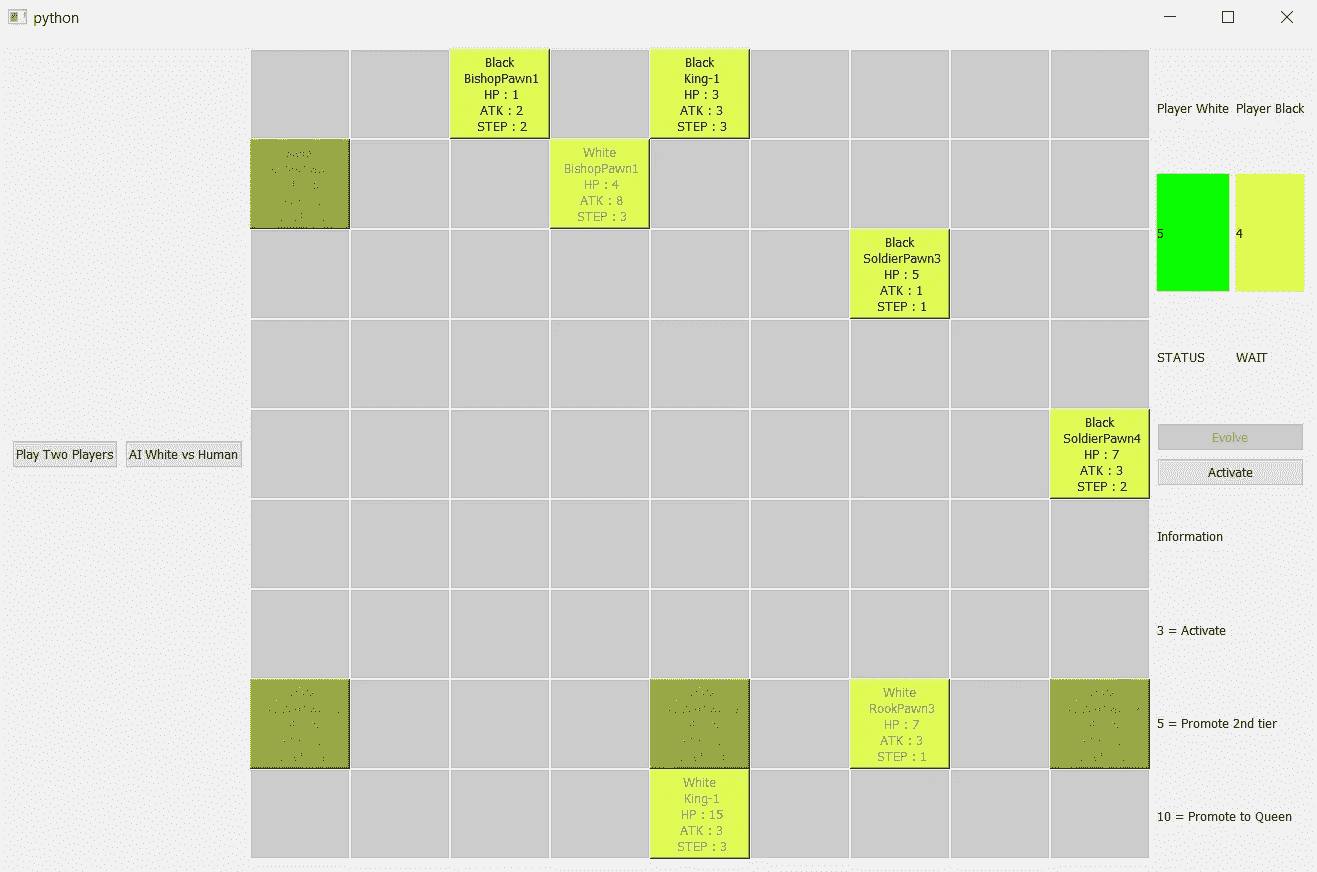 python
Black
BishopPawn1
HP : 1
ATK : 2
STEP : 2
Black
King-1
HP : 3
ATK : 3
STEP : 3
Player White Player Black
White
BishopPawn1
HP : 4
ATK : 8
STEP : 3
5 4
Black
SoldierPawn3
HP : 5
ATK : 1
STEP : 1
STATUS WAIT
Play Two Players AI White vs Human
Black
SoldierPawn4
HP : 7
ATK : 3
STEP : 2
Evolve
Activate
Information
3 = Activate
White
RookPawn3
HP : 7
ATK : 3
STEP : 1
5 = Promote 2nd tier
White
King-1
HP : 15
ATK : 3
STEP : 3
10 = Promote to Queen